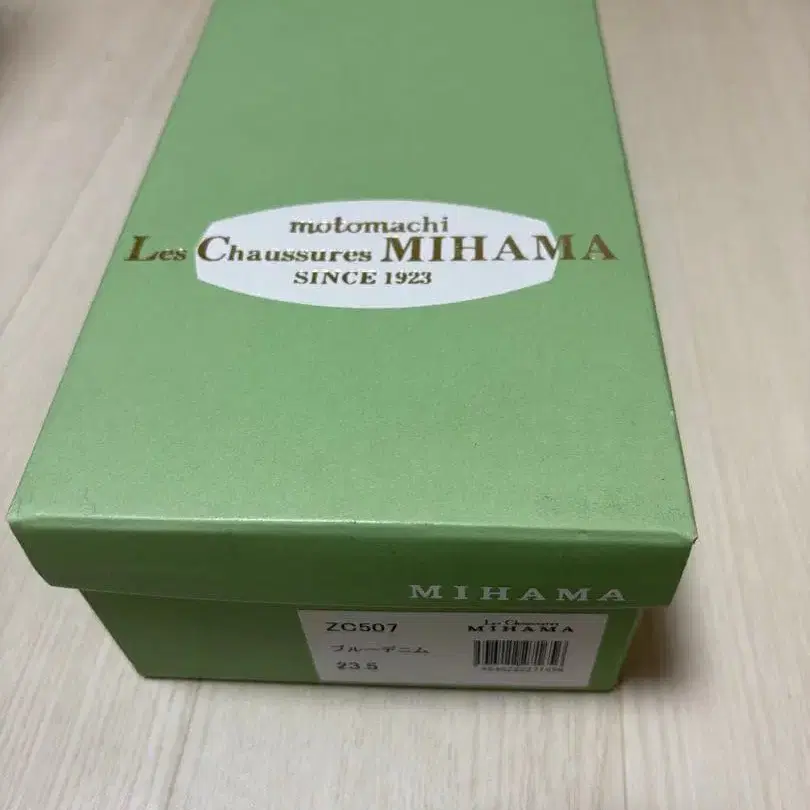 motomachi
Les Chaussures MIHAMA
SINCE 1923
MIHAMA
ZC507
ブルーデニム
23.5
Les Chaussures
MIHAMA